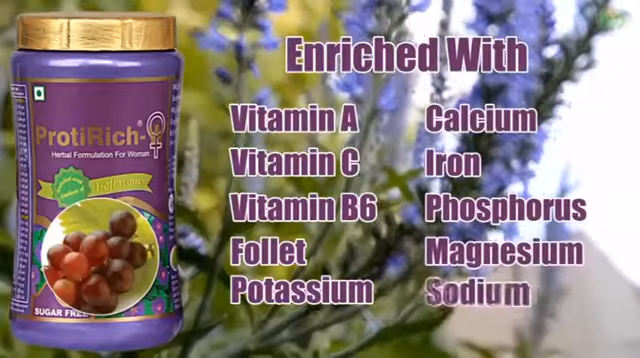 Enriched With
Vitamin A
Vitamin C
Vitamin B6
Follet
Potassium
Calcium
Iron
Phosphorus
Magnesium
Sodium
ProtiRich®
Herbal Formulation For Woman
SUGAR FREE